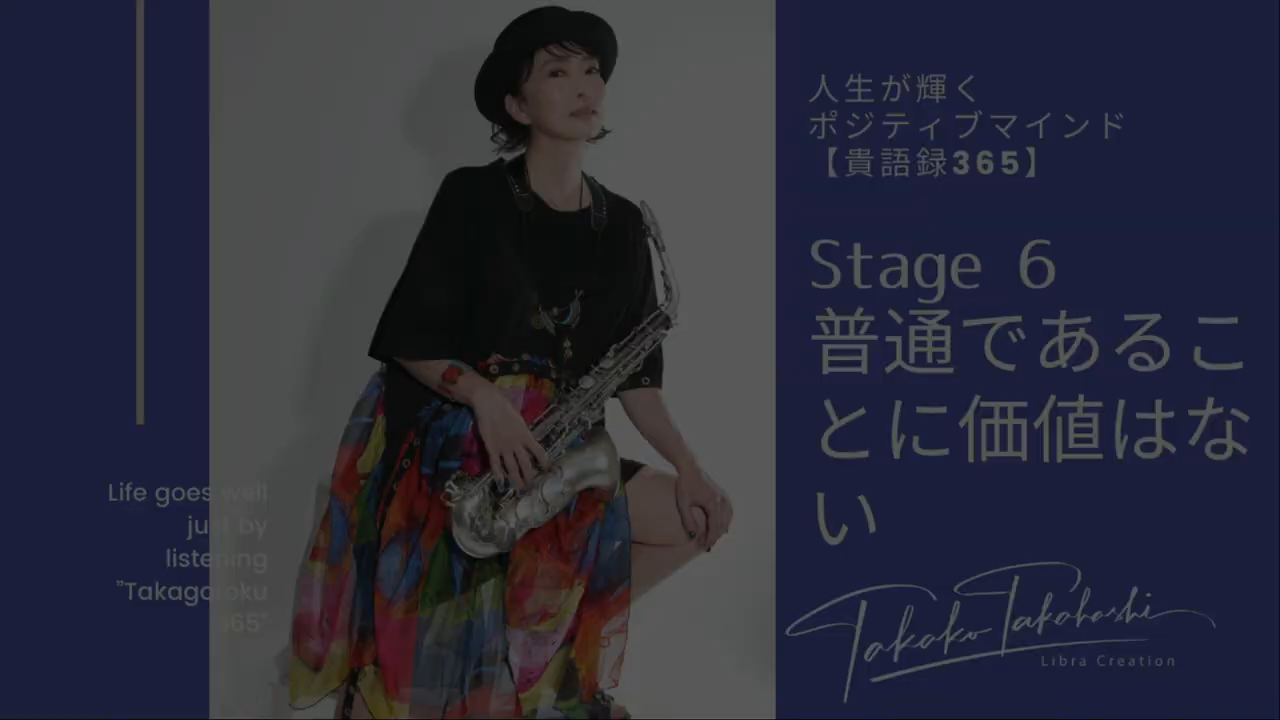 人生が輝く
ポジティブマインド
【貴語録365】
Stage 6
普通であるこ
とに価値はな
い
Life goes well
just by
listening
"Takagoroku
365"
Takako Takahashi
Libra Creation